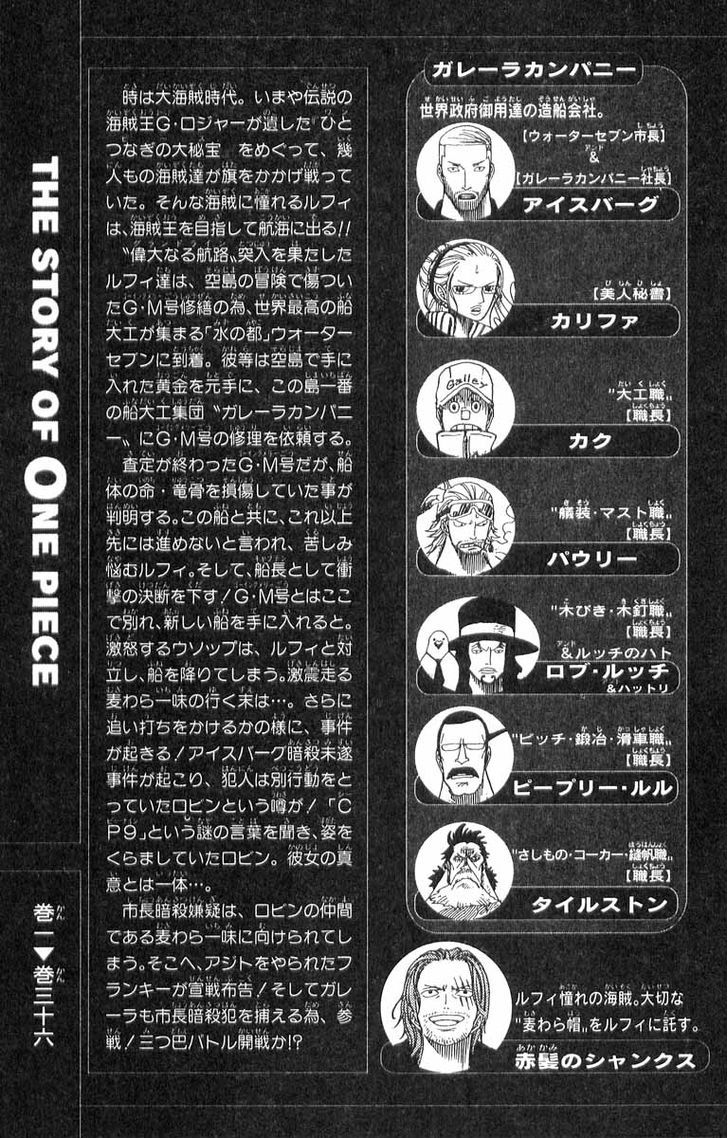 THE STORY OF ONE PIECE
巻一▶巻三十六
時は大海賊時代。いまや伝説の
海賊王G・ロジャーが遺した〝ひと
つなぎの大秘宝〟をめぐって、幾
人もの海賊達が旗をかかげ戦って
いた。そんな海賊に憧れるルフィ
は、海賊王を目指して航海に出る!!
〝偉大なる航路〟突入を果たした
ルフィ達は、空島の冒険で傷つい
たG・M号修繕の為、世界最高の船
大工が集まる「水の都」ウォーター
セブンに到着。彼等は空島で手に
入れた黄金を元手に、この島一番
の船大工集団〝ガレーラカンパニ
ー〟にG・M号の修理を依頼する。
査定が終わったG・M号だが、船
体の命・竜骨を損傷していた事が
判明する。この船と共に、これ以上
先には進めないと言われ、苦しみ
悩むルフィ。そして、船長として衝
撃の決断を下す！G・M号とはここ
で別れ、新しい船を手に入れると。
激怒するウソップは、ルフィと対
立し、船を降りてしまう。激震走る
麦わら一味の行く末は…。さらに
追い打ちをかけるかの様に、事件
が起きる！アイスバーグ暗殺未遂
事件が起こり、犯人は別行動をと
っていたロビンという噂が！「C
P9」という謎の言葉を聞き、姿を
くらましていたロビン。彼女の真
意とは一体…。
市長暗殺嫌疑は、ロビンの仲間
である麦わら一味に向けられてし
まう。そこへ、アジトをやられたフ
ランキーが宣戦布告！そしてガレ
ーラも市長暗殺犯を捕える為、参
戦！三つ巴バトル開戦か!?
ガレーラカンパニー
世界政府御用達の造船会社。
【ウォーターセブン市長】
&
【ガレーラカンパニー社長】
アイスバーグ
【美人秘書】
カリファ
Galley
〝大工職〟
【職長】
カク
〝艤装・マスト職〟
【職長】
パウリー
〝木びき・木釘職〟
【職長】
&ルッチのハト
ロブ・ルッチ
&ハットリ
〝ピッチ・鍛冶・滑車職〟
【職長】
ピープリー・ルル
〝さしもの・コーカー・縫帆職〟
【職長】
タイルストン
ルフィ憧れの海賊。大切な
〝麦わら帽〟をルフィに託す。
赤髪のシャンクス